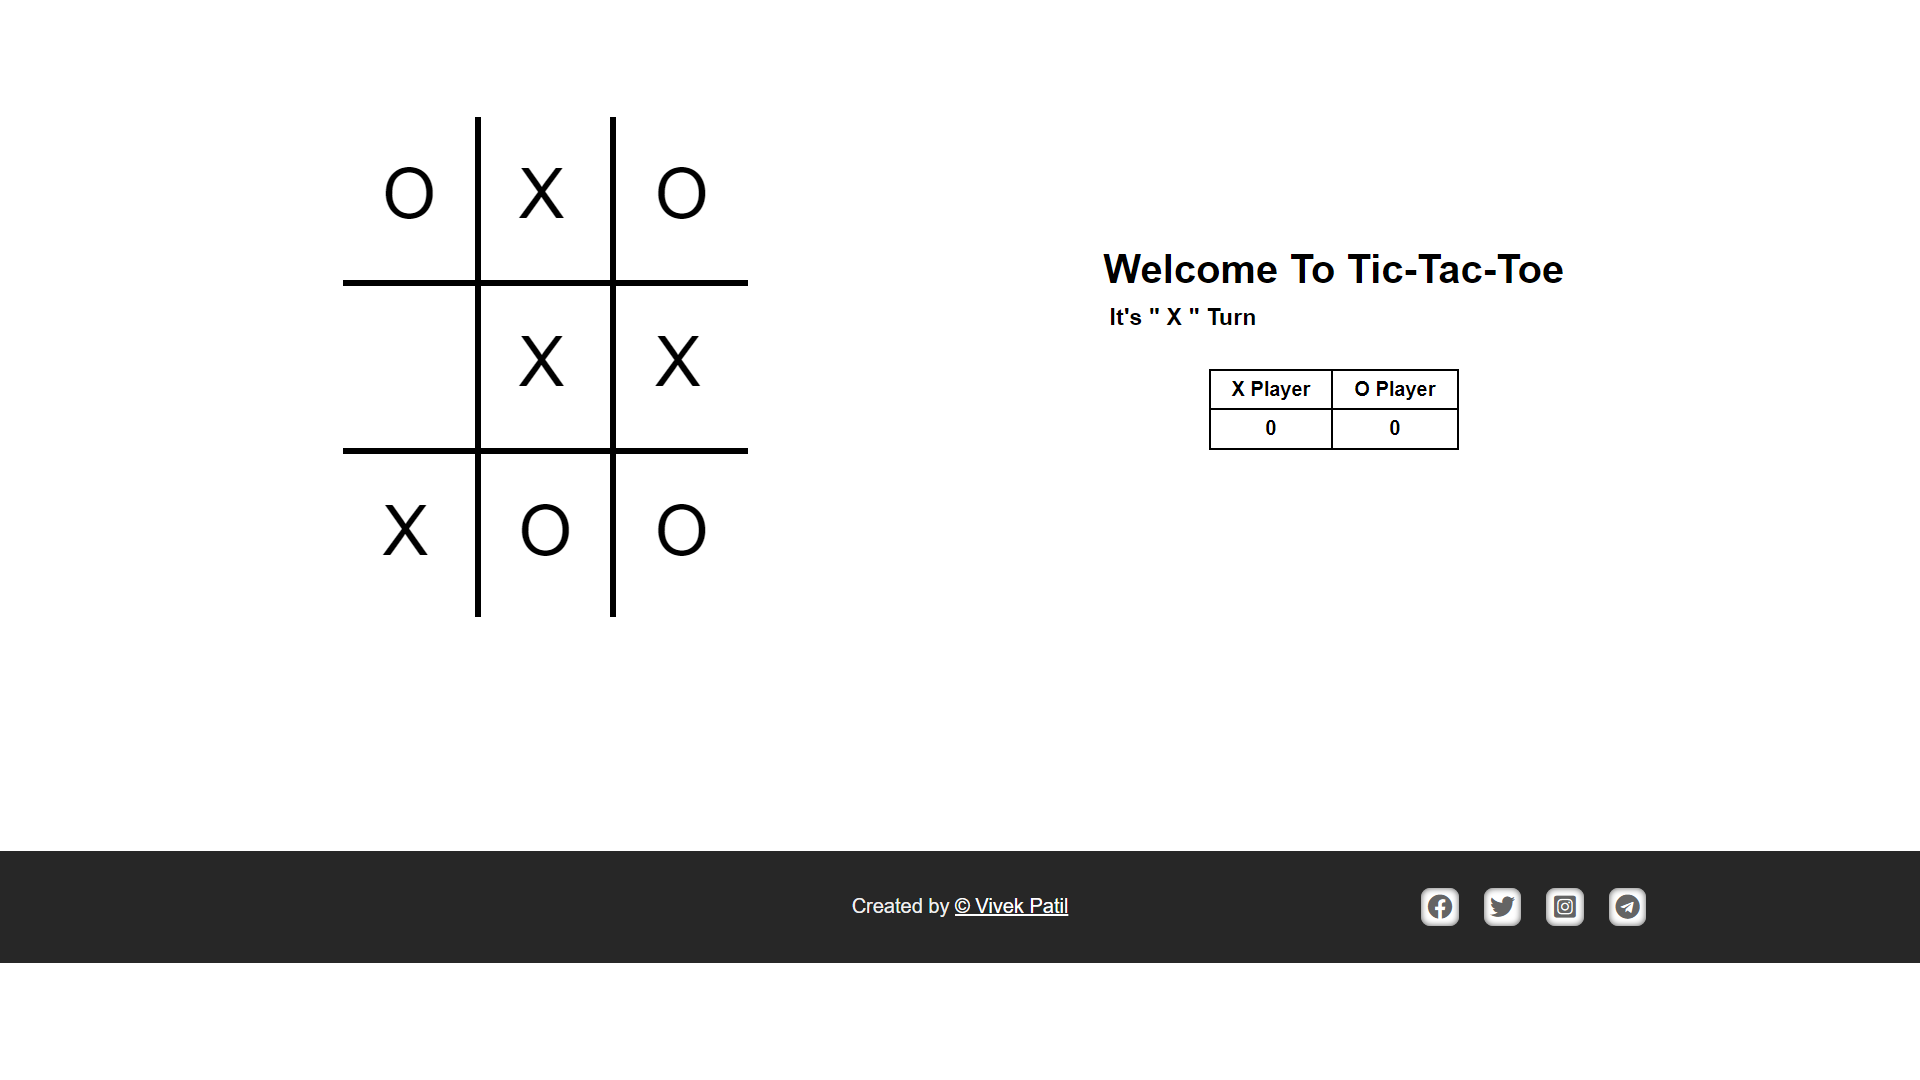 O X O
X X
X O O
Welcome To Tic-Tac-Toe
It's " X " Turn
X Player O Player
0 0
Created by © Vivek Patil